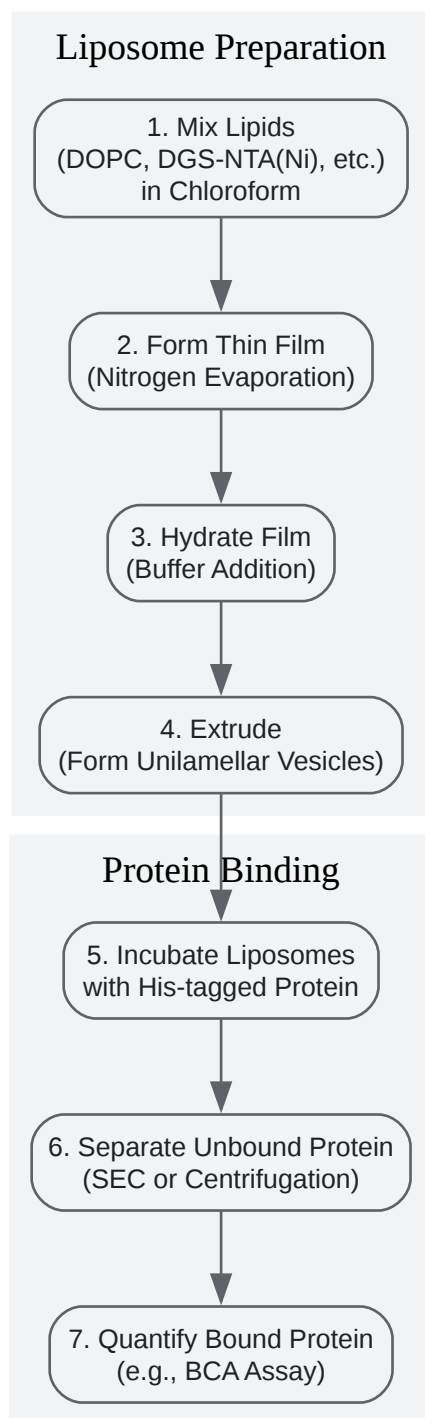 Liposome Preparation
1. Mix Lipids
(DOPC, DGS-NTA(Ni), etc.)
in Chloroform
2. Form Thin Film
(Nitrogen Evaporation)
3. Hydrate Film
(Buffer Addition)
4. Extrude
(Form Unilamellar Vesicles)
Protein Binding
5. Incubate Liposomes
with His-tagged Protein
6. Separate Unbound Protein
(SEC or Centrifugation)
7. Quantify Bound Protein
(e.g., BCA Assay)